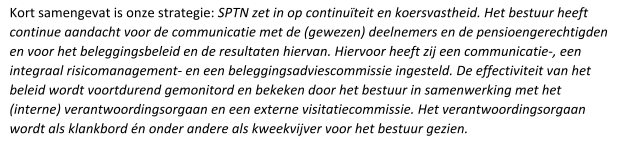 Kort samengevat is onze strategie: SPTN zet in op continuïteit en koersvastheid. Het bestuur heeft
continue aandacht voor de communicatie met de (gewezen) deelnemers en de pensioengerechtigden
en voor het beleggingsbeleid en de resultaten hiervan. Hiervoor heeft zij een communicatie-, een
integraal risicomanagement- en een beleggingsadviescommissie ingesteld. De effectiviteit van het
beleid wordt voortdurend gemonitord en bekeken door het bestuur in samenwerking met het
(interne) verantwoordingsorgaan en een externe visitatiecommissie. Het verantwoordingsorgaan
wordt als klankbord én onder andere als kweekvijver voor het bestuur gezien.